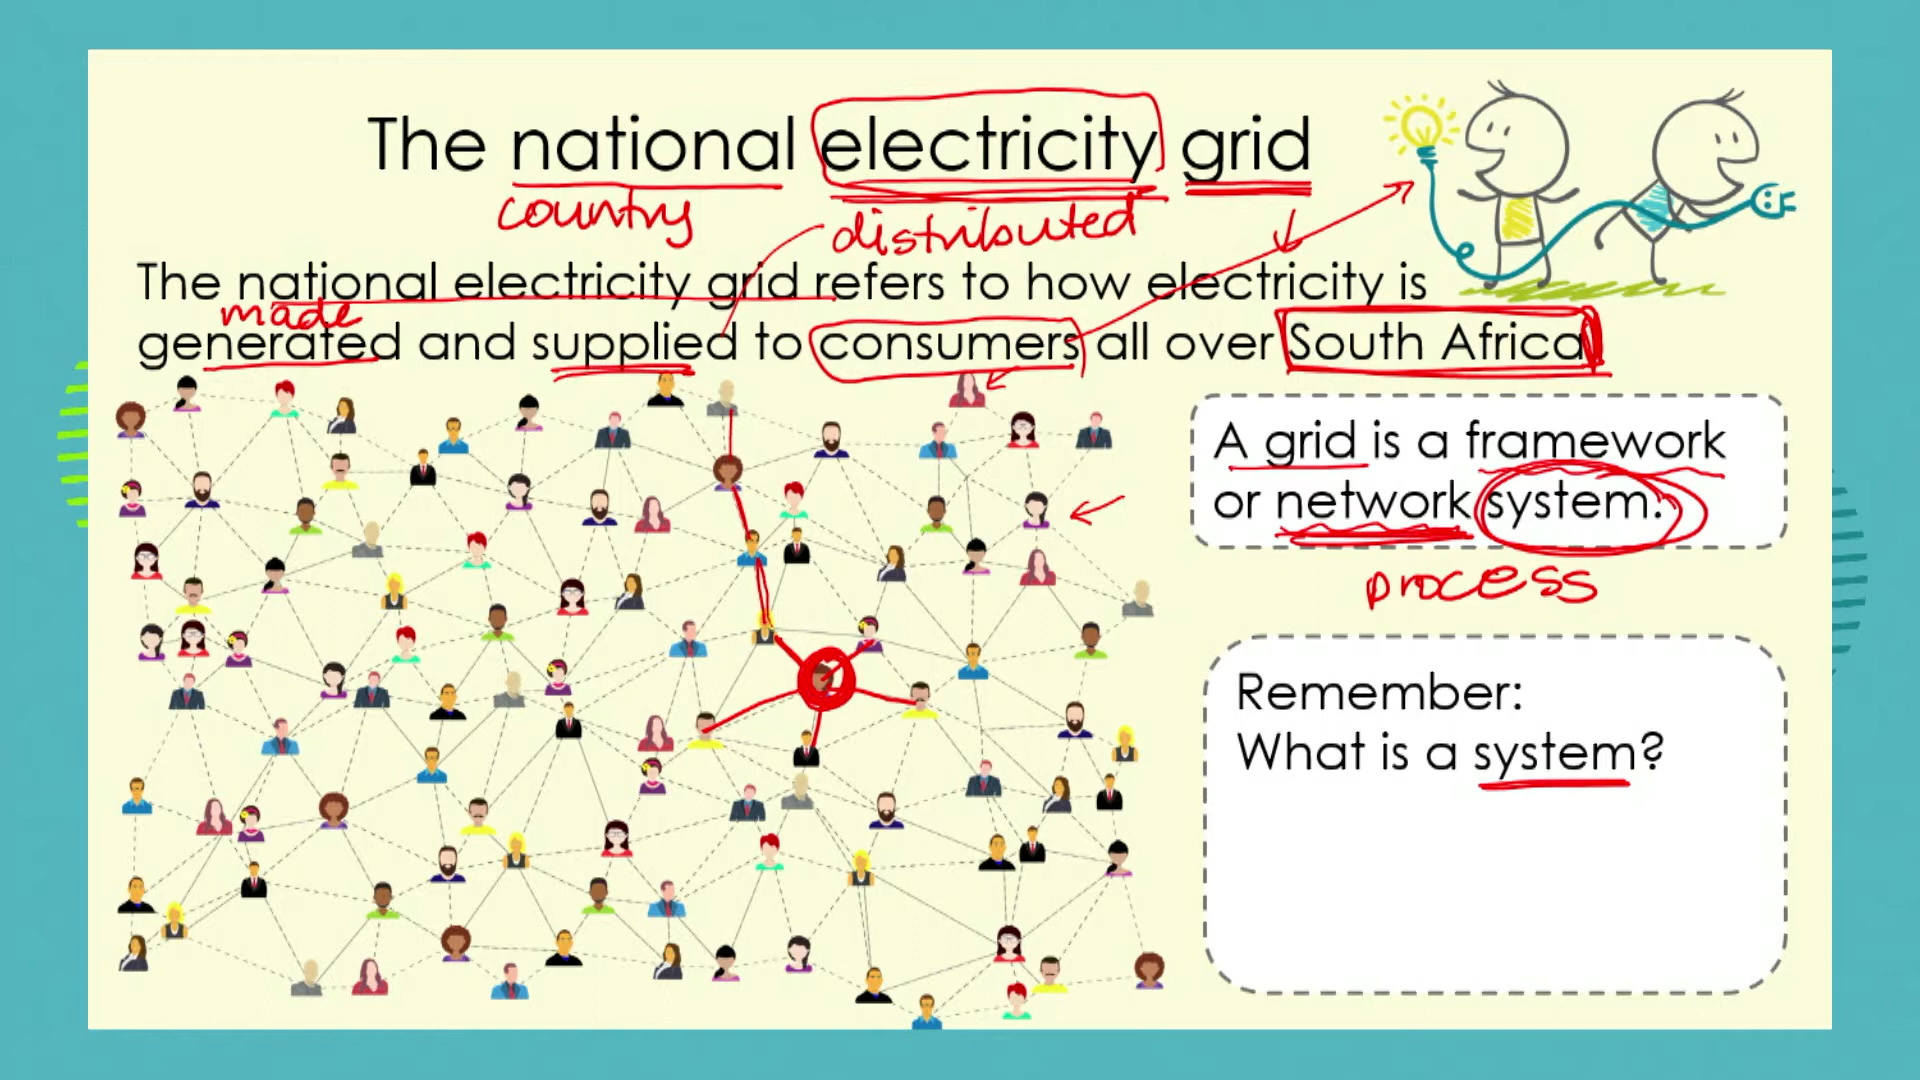 The national electricity grid
country
distributed
The national electricity grid refers to how electricity is
made
generated and supplied to consumers all over South Africa
A grid is a framework
or network system.
process
Remember:
What is a system?